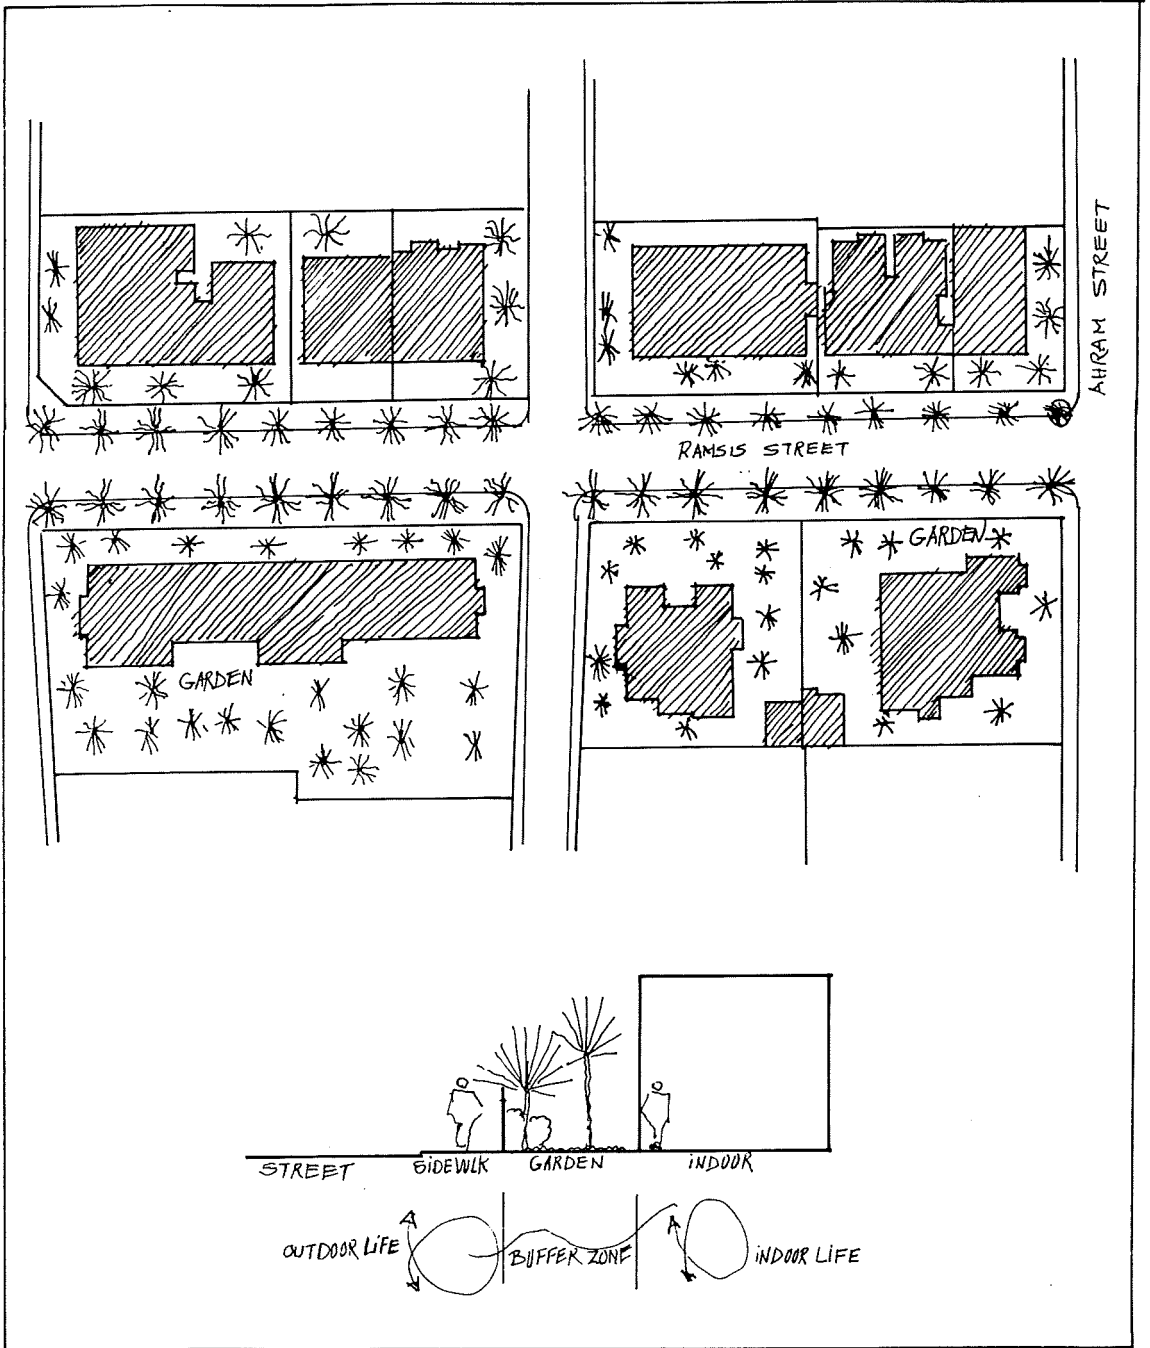 AHRAM STREET
RAMSIS STREET
GARDEN
GARDEN
STREET
SIDEWLK
GARDEN
INDOOR
OUTDOOR LIFE
BUFFER ZONE
INDOOR LIFE